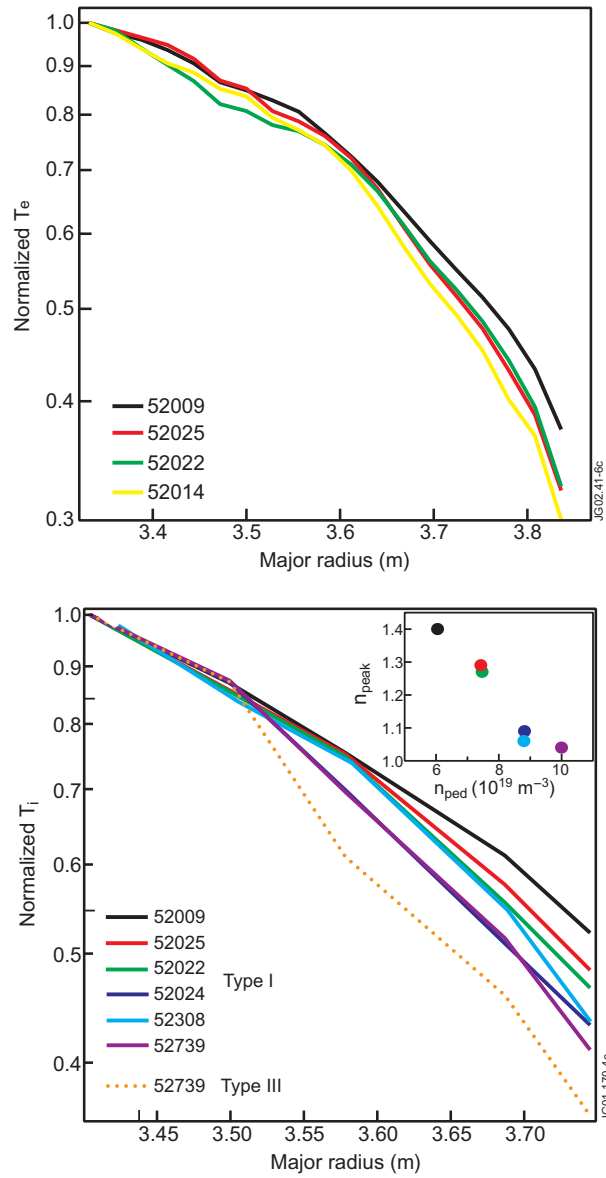 1.0
0.9
0.8
0.7
0.6
0.5
0.4
0.3
Normalized Te
52009
52025
52022
52014
3.4 3.5 3.6 3.7 3.8
Major radius (m)
JG02.41-6c
1.0
0.9
0.8
0.7
0.6
0.5
0.4
Normalized Ti
1.4
1.3
1.2
1.1
1.0
npeak
6 8 10
nped (10^19 m^−3)
52009
52025
52022
52024
52308
52739
Type I
52739 Type III
3.45 3.50 3.55 3.60 3.65 3.70
Major radius (m)